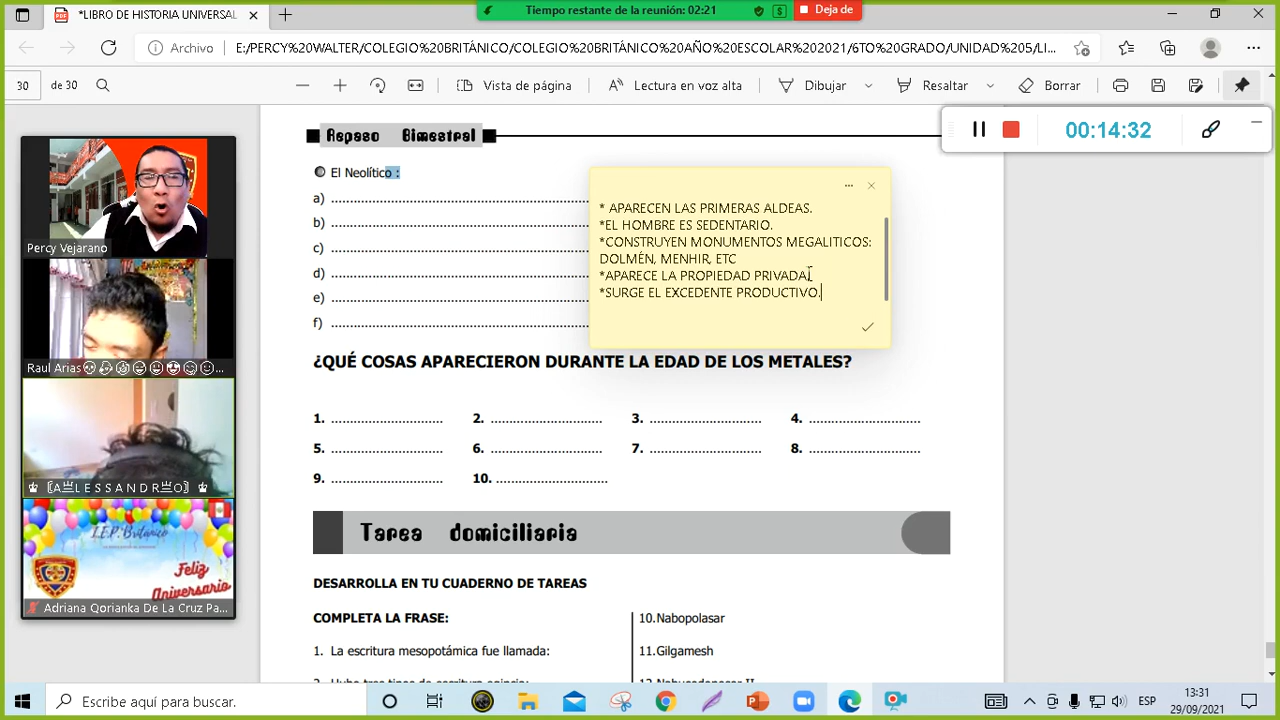 *LIBRO DE HISTORIA UNIVERSAL
Tiempo restante de la reunión: 02:21
Deja de
Archivo
E:/PERCY%20WALTER/COLEGIO%20BRITÁNICO/COLEGIO%20BRITÁNICO%20AÑO%20ESCOLAR%202021/6TO%20GRADO/UNIDAD%205/LI...
30 de 30
Vista de página
Lectura en voz alta
Dibujar
Resaltar
Borrar
00:14:32
Repaso Bimestral
El Neolítico :
a) ..........................................................
b) ..........................................................
c) ..........................................................
d) ..........................................................
e) ..........................................................
f) ..........................................................
* APARECEN LAS PRIMERAS ALDEAS.
*EL HOMBRE ES SEDENTARIO.
*CONSTRUYEN MONUMENTOS MEGALITICOS:
DOLMÉN, MENHIR, ETC
*APARECE LA PROPIEDAD PRIVADA.
*SURGE EL EXCEDENTE PRODUCTIVO.
Percy Vejarano
Raul Arias
[A L E S S A N D R O]
I.E.P. Británico
Feliz
Aniversario
Adriana Qorianka De La Cruz Pa...
¿QUÉ COSAS APARECIERON DURANTE LA EDAD DE LOS METALES?
1. ............................ 2. ............................ 3. ............................ 4. ............................
5. ............................ 6. ............................ 7. ............................ 8. ............................
9. ............................ 10. ............................
Tarea domiciliaria
DESARROLLA EN TU CUADERNO DE TAREAS
COMPLETA LA FRASE:
1. La escritura mesopotámica fue llamada:
10.Nabopolasar
11.Gilgamesh
Escribe aquí para buscar
ESP
13:31
29/09/2021